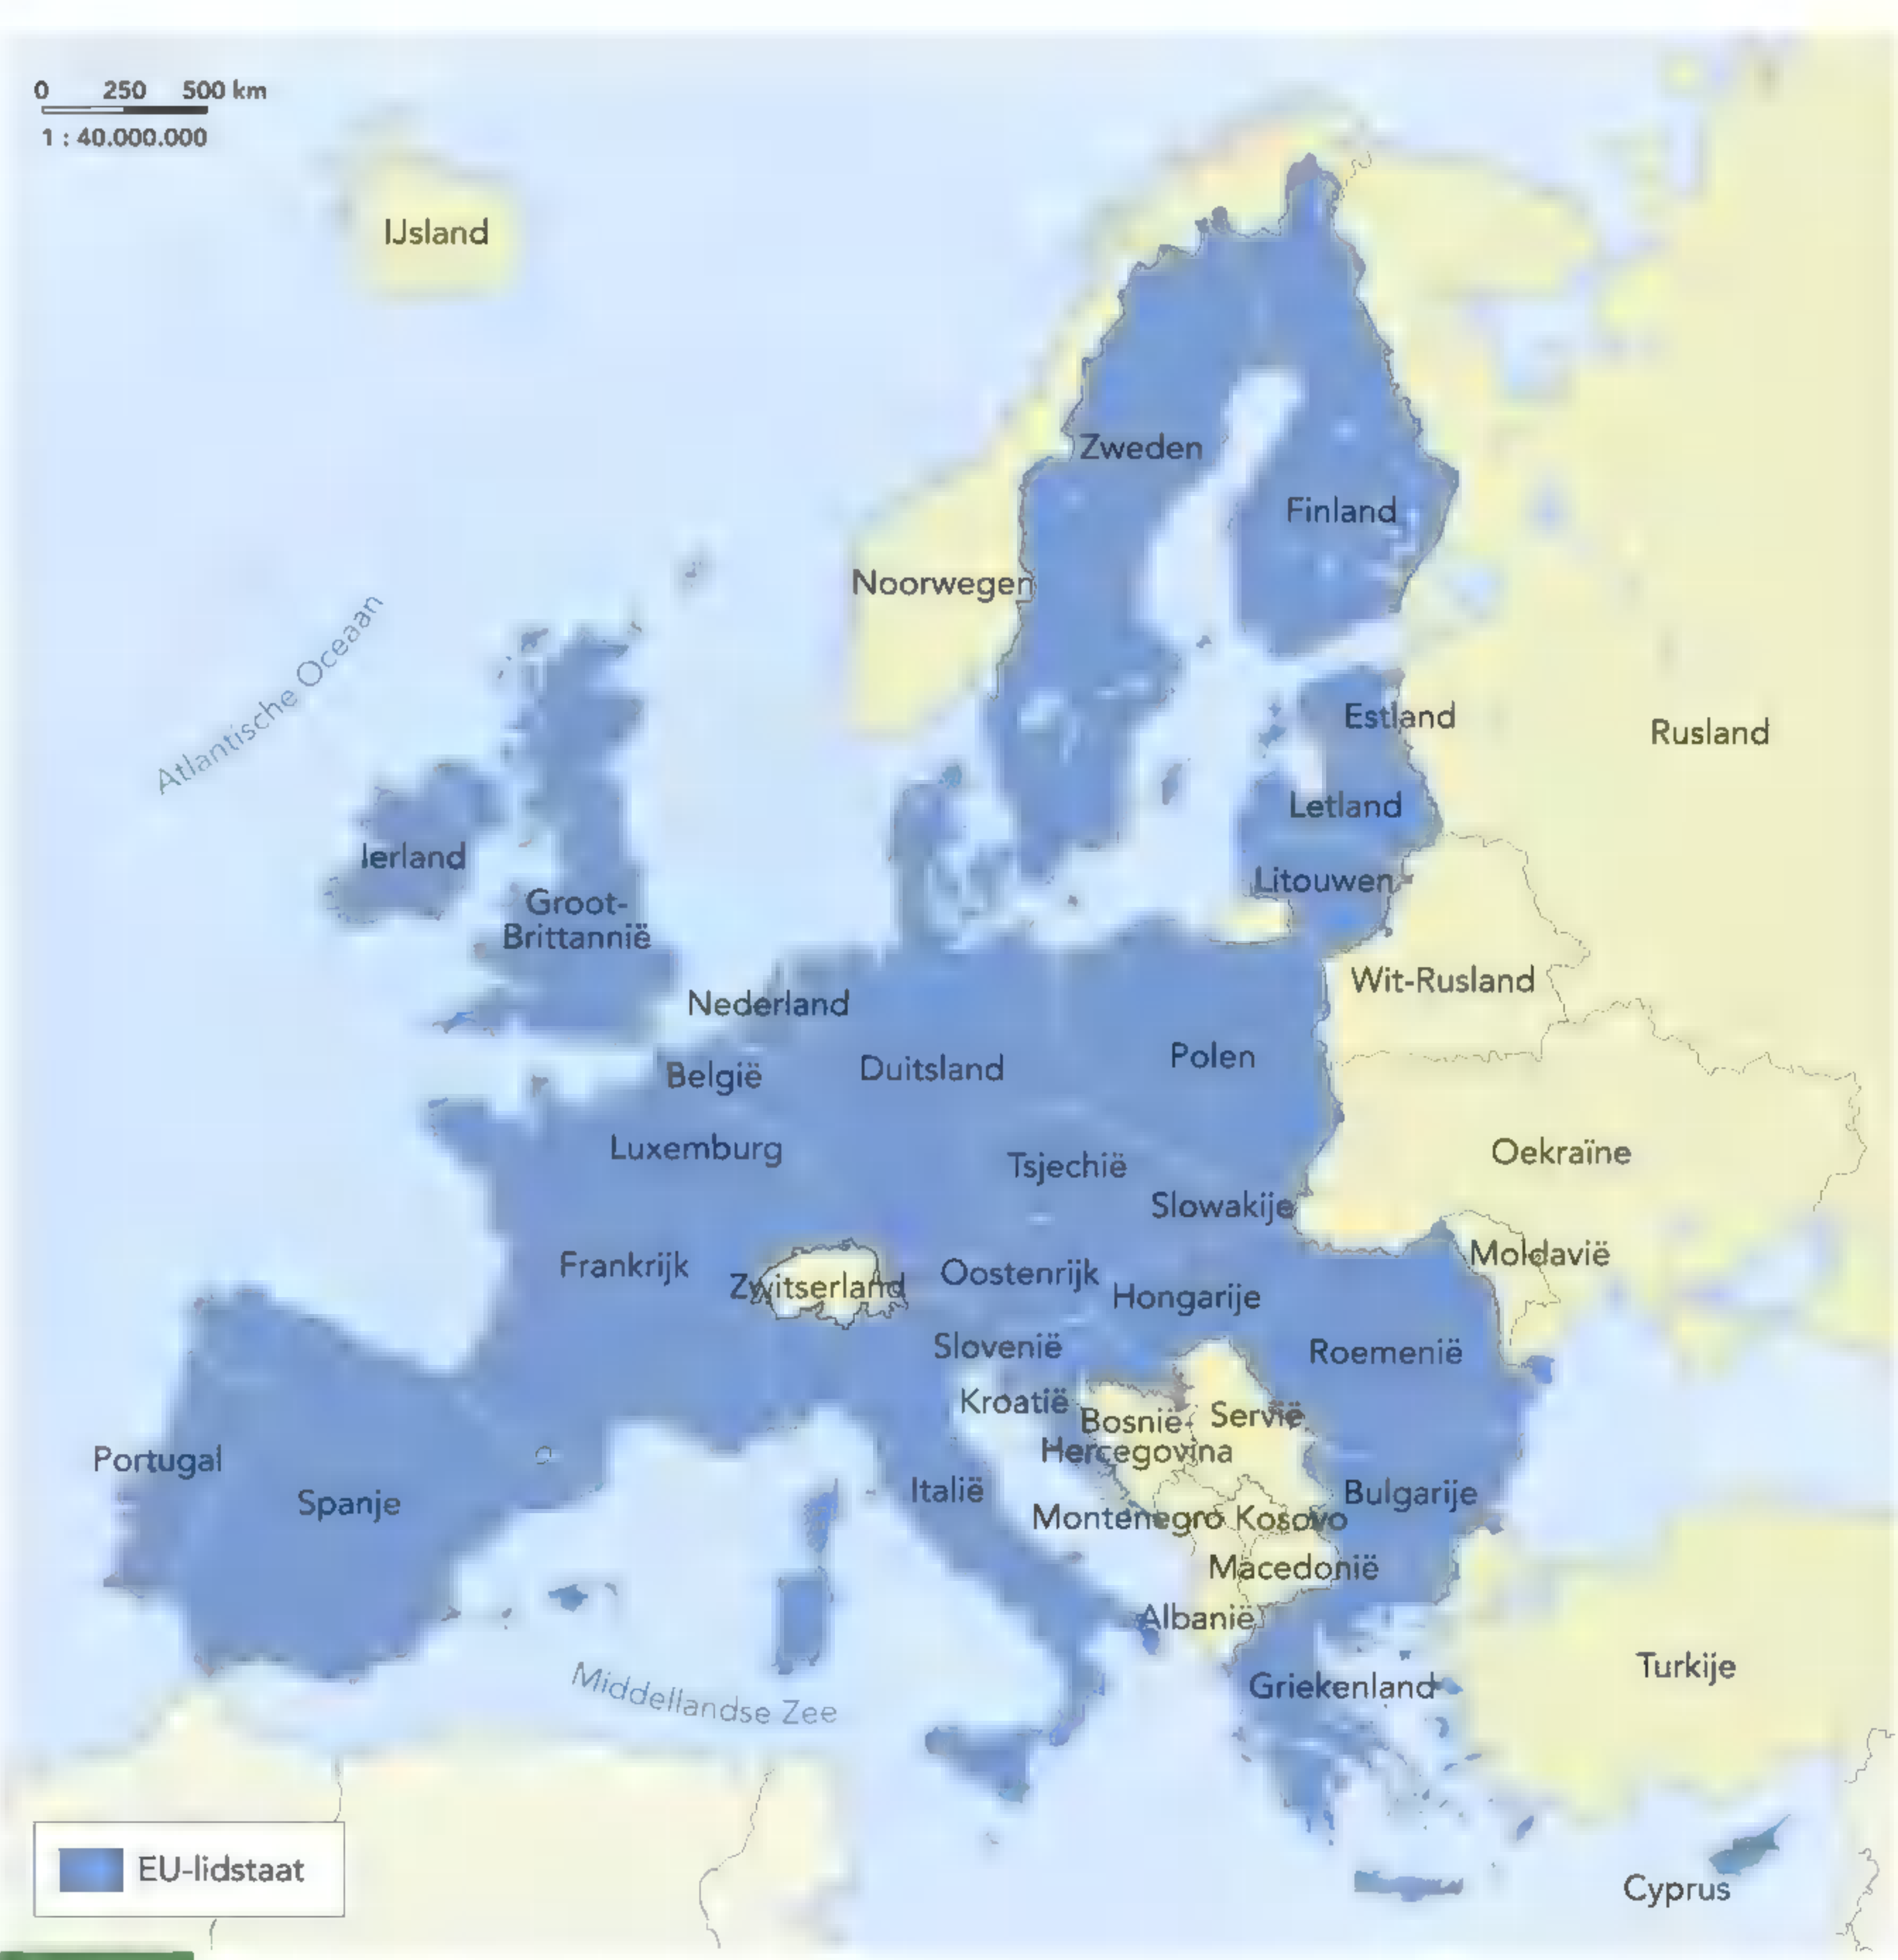 0 250 500 km
1 : 40.000.000
IJsland
Zweden
Finland
Noorwegen
Atlantische Oceaan
Estland
Rusland
Letland
Ierland
Litouwen
Groot-
Brittannië
Wit-Rusland
Nederland
Polen
Duitsland
België
Luxemburg
Oekraïne
Tsjechië
Slowakije
Moldavië
Frankrijk
Zwitserland
Oostenrijk
Hongarije
Slovenië
Roemenië
Kroatië
Bosnië-
Hercegovina
Servië
Portugal
Spanje
Italië
Bulgarije
Montenegro
Kosovo
Macedonië
Albanië
Turkije
Griekenland
Middellandse Zee
EU-lidstaat
Cyprus